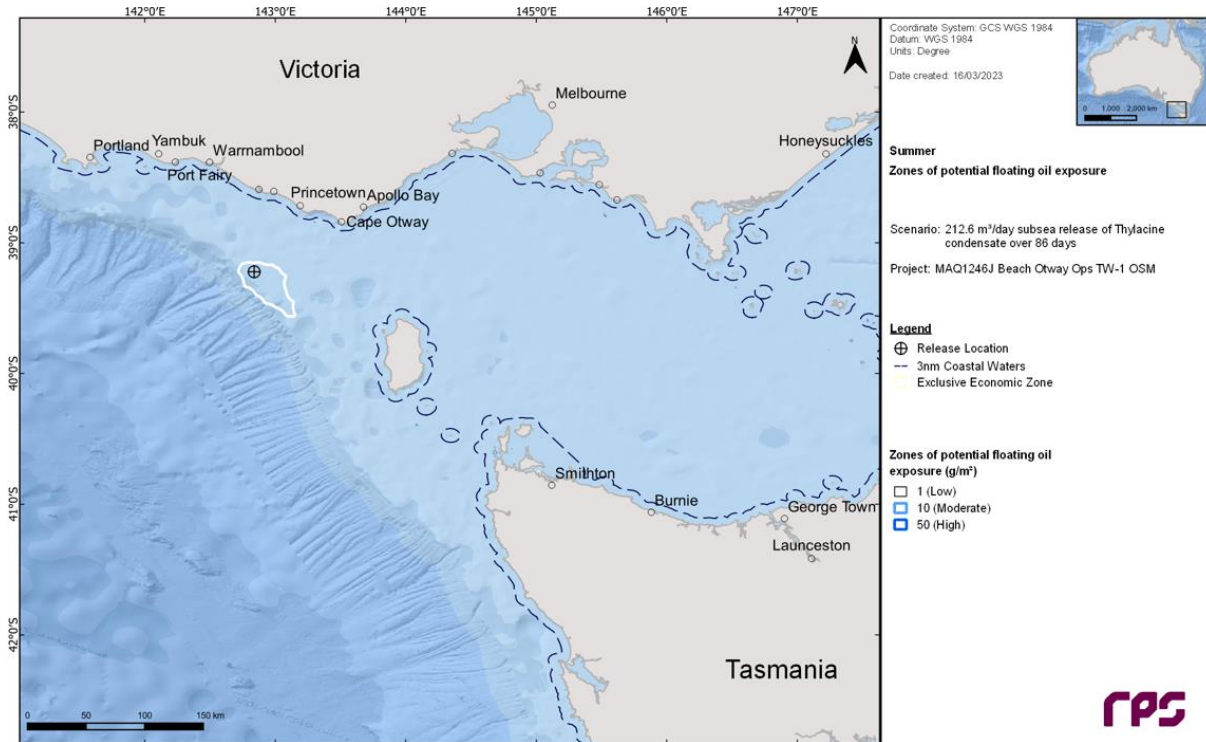 142°0'E
143°0'E
144°0'E
145°0'E
146°0'E
147°0'E
38°0'S
39°0'S
40°0'S
41°0'S
42°0'S
N
Victoria
Melbourne
Portland
Yambuk
Warrnambool
Honeysuckles
Port Fairy
Princetown
Apollo Bay
Cape Otway
Smithton
Burnie
George Town
Launceston
Tasmania
0 50 100 150 km
Coordinate System: GCS WGS 1984
Datum: WGS 1984
Units: Degree
Date created: 16/03/2023
0 1,000 2,000 km
Summer
Zones of potential floating oil exposure
Scenario: 212.6 m³/day subsea release of Thylacine
condensate over 86 days
Project: MAQ1246J Beach Otway Ops TW-1 OSM
Legend
Release Location
3nm Coastal Waters
Exclusive Economic Zone
Zones of potential floating oil
exposure (g/m²)
1 (Low)
10 (Moderate)
50 (High)
rps